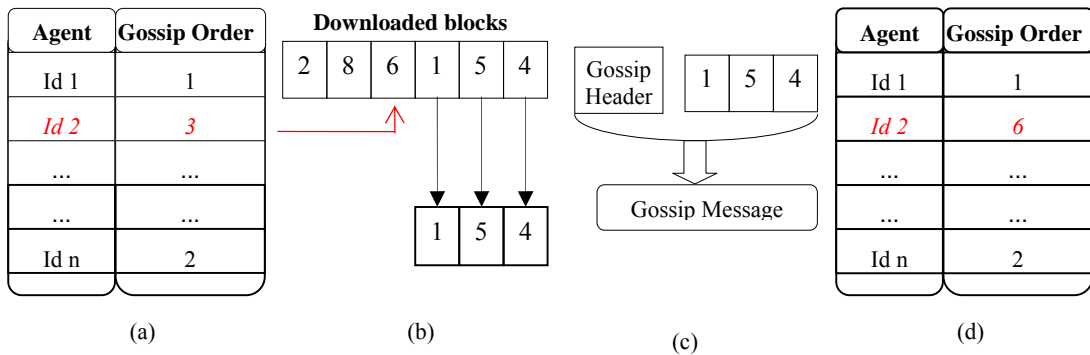 Agent Gossip Order
Id 1 1
Id 2 3
... ...
... ...
Id n 2
(a)
Downloaded blocks
2 8 6 1 5 4
1 5 4
(b)
Gossip
Header
1 5 4
Gossip Message
(c)
Agent Gossip Order
Id 1 1
Id 2 6
... ...
... ...
Id n 2
(d)